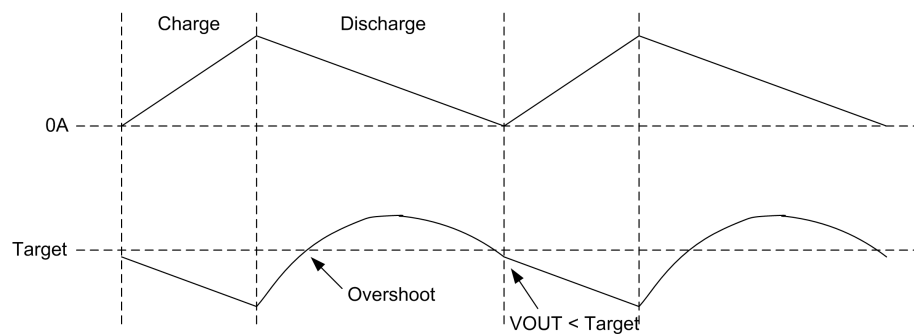 Charge
Discharge
0A
Target
Overshoot
VOUT < Target